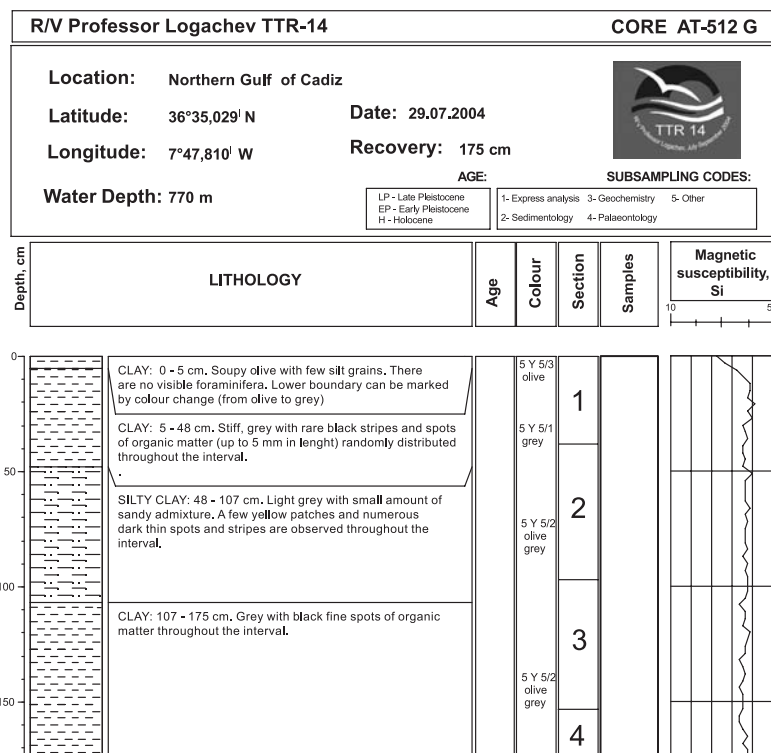 R/V Professor Logachev TTR-14
CORE AT-512 G
Location: Northern Gulf of Cadiz
Latitude: 36°35,029ˡ N
Date: 29.07.2004
Longitude: 7°47,810ˡ W
Recovery: 175 cm
Water Depth: 770 m
TTR 14
AGE:
LP - Late Pleistocene
EP - Early Pleistocene
H - Holocene
SUBSAMPLING CODES:
1- Express analysis 3- Geochemistry 5- Other
2- Sedimentology 4- Palaeontology
Depth, cm
LITHOLOGY
Age
Colour
Section
Samples
Magnetic
susceptibility,
Si
10
0
CLAY: 0 - 5 cm. Soupy olive with few silt grains. There
are no visible foraminifera. Lower boundary can be marked
by colour change (from olive to grey)
5 Y 5/3
olive
1
CLAY: 5 - 48 cm. Stiff, grey with rare black stripes and spots
of organic matter (up to 5 mm in lenght) randomly distributed
throughout the interval.
.
5 Y 5/1
grey
50
SILTY CLAY: 48 - 107 cm. Light grey with small amount of
sandy admixture. A few yellow patches and numerous
dark thin spots and stripes are observed throughout the
interval.
5 Y 5/2
olive
grey
2
100
CLAY: 107 - 175 cm. Grey with black fine spots of organic
matter throughout the interval.
3
5 Y 5/2
olive
grey
150
4